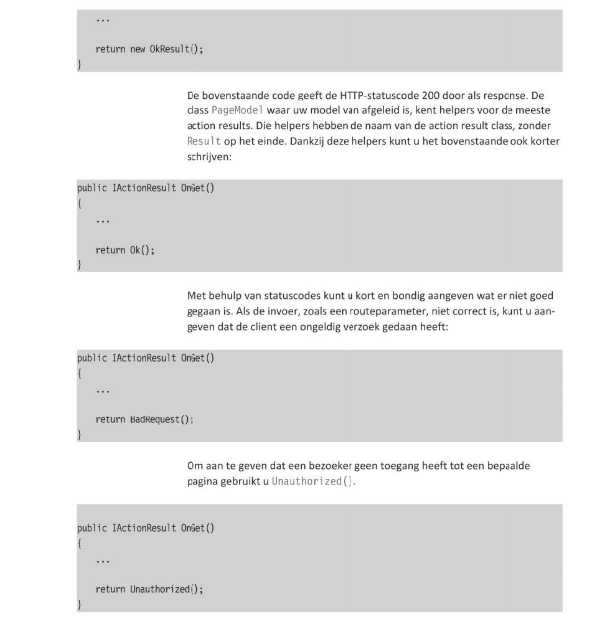 ...
return new OkResult();
}
De bovenstaande code geeft de HTTP-statuscode 200 door als response. De
class PageModel waar uw model van afgeleid is, kent helpers voor de meeste
action results. Die helpers hebben de naam van de action result class, zonder
Result op het einde. Dankzij deze helpers kunt u het bovenstaande ook korter
schrijven:
public IActionResult OnGet()
{
...
return Ok();
}
Met behulp van statuscodes kunt u kort en bondig aangeven wat er niet goed
gegaan is. Als de invoer, zoals een routeparameter, niet correct is, kunt u aan-
geven dat de client een ongeldig verzoek gedaan heeft:
public IActionResult OnGet()
{
...
return BadRequest();
}
Om aan te geven dat een bezoeker geen toegang heeft tot een bepaalde
pagina gebruikt u Unauthorized().
public IActionResult OnGet()
{
...
return Unauthorized();
}